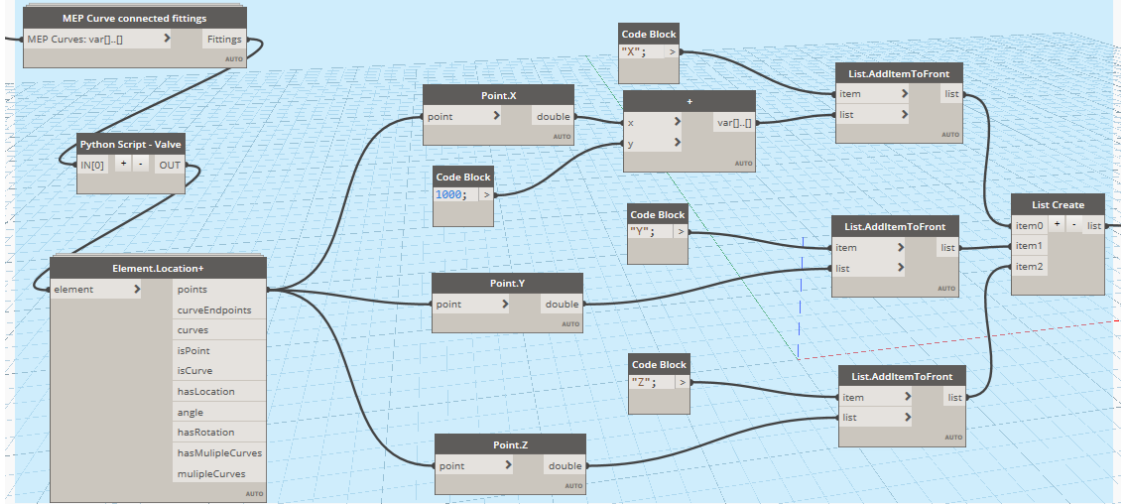 MEP Curve connected fittings
MEP Curves: var[]..[] > Fittings
AUTO
Python Script - Valve
IN[0] + - OUT
AUTO
Element.Location+
element > points
curveEndpoints
curves
isPoint
isCurve
hasLocation
angle
hasRotation
hasMulipleCurves
mulipleCurves
AUTO
Point.X
point > double
AUTO
Code Block
1000; >
Point.Y
point > double
AUTO
Point.Z
point > double
AUTO
Code Block
"X"; >
+
x > var[]..[]
y >
AUTO
Code Block
"Y"; >
Code Block
"Z"; >
List.AddItemToFront
item > list
list >
AUTO
List.AddItemToFront
item > list
list >
AUTO
List.AddItemToFront
item > list
list >
AUTO
List Create
item0 + - list
item1
item2
AUTO